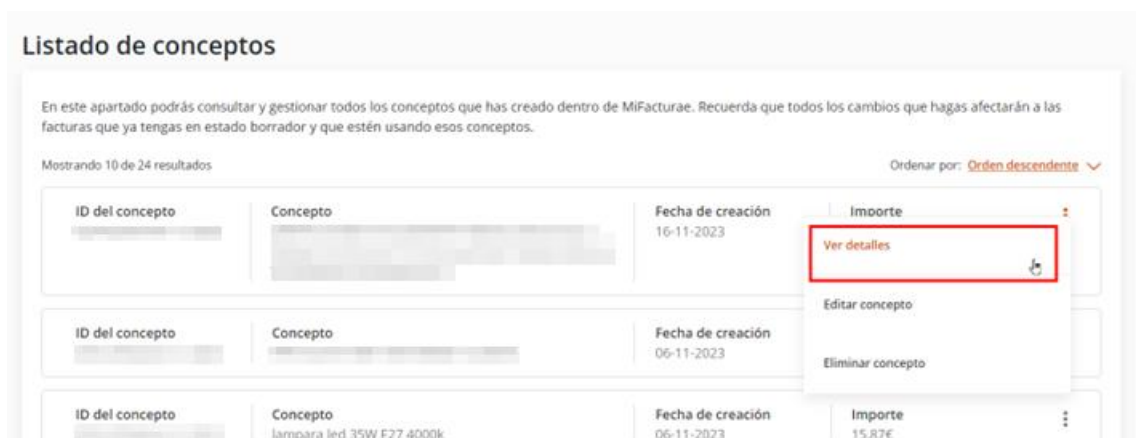 Listado de conceptos
En este apartado podrás consultar y gestionar todos los conceptos que has creado dentro de MiFacturae. Recuerda que todos los cambios que hagas afectarán a las
facturas que ya tengas en estado borrador y que estén usando esos conceptos.
Mostrando 10 de 24 resultados
Ordenar por: Orden descendente
ID del concepto Concepto Fecha de creación Importe
16-11-2023
Ver detalles
Editar concepto
ID del concepto Concepto Fecha de creación
06-11-2023
Eliminar concepto
ID del concepto Concepto Fecha de creación Importe
lampara led 35W E27 4000k 06-11-2023 15,87€